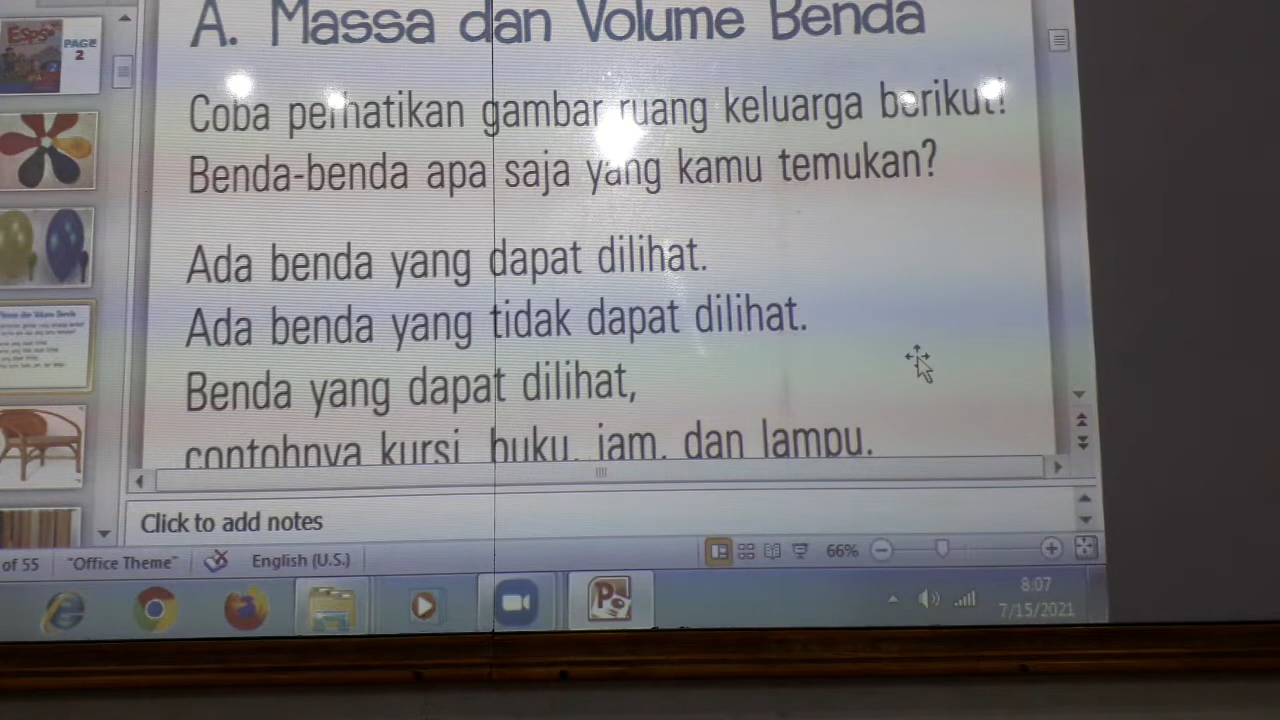 ESPS
PAGE
2
A. Massa dan Volume Benda
Coba perhatikan gambar ruang keluarga berikut!
Benda-benda apa saja yang kamu temukan?
Ada benda yang dapat dilihat.
Ada benda yang tidak dapat dilihat.
Benda yang dapat dilihat,
contohnya kursi, buku, jam, dan lampu.
Click to add notes
of 55
"Office Theme"
English (U.S.)
66%
8:07
7/15/2021